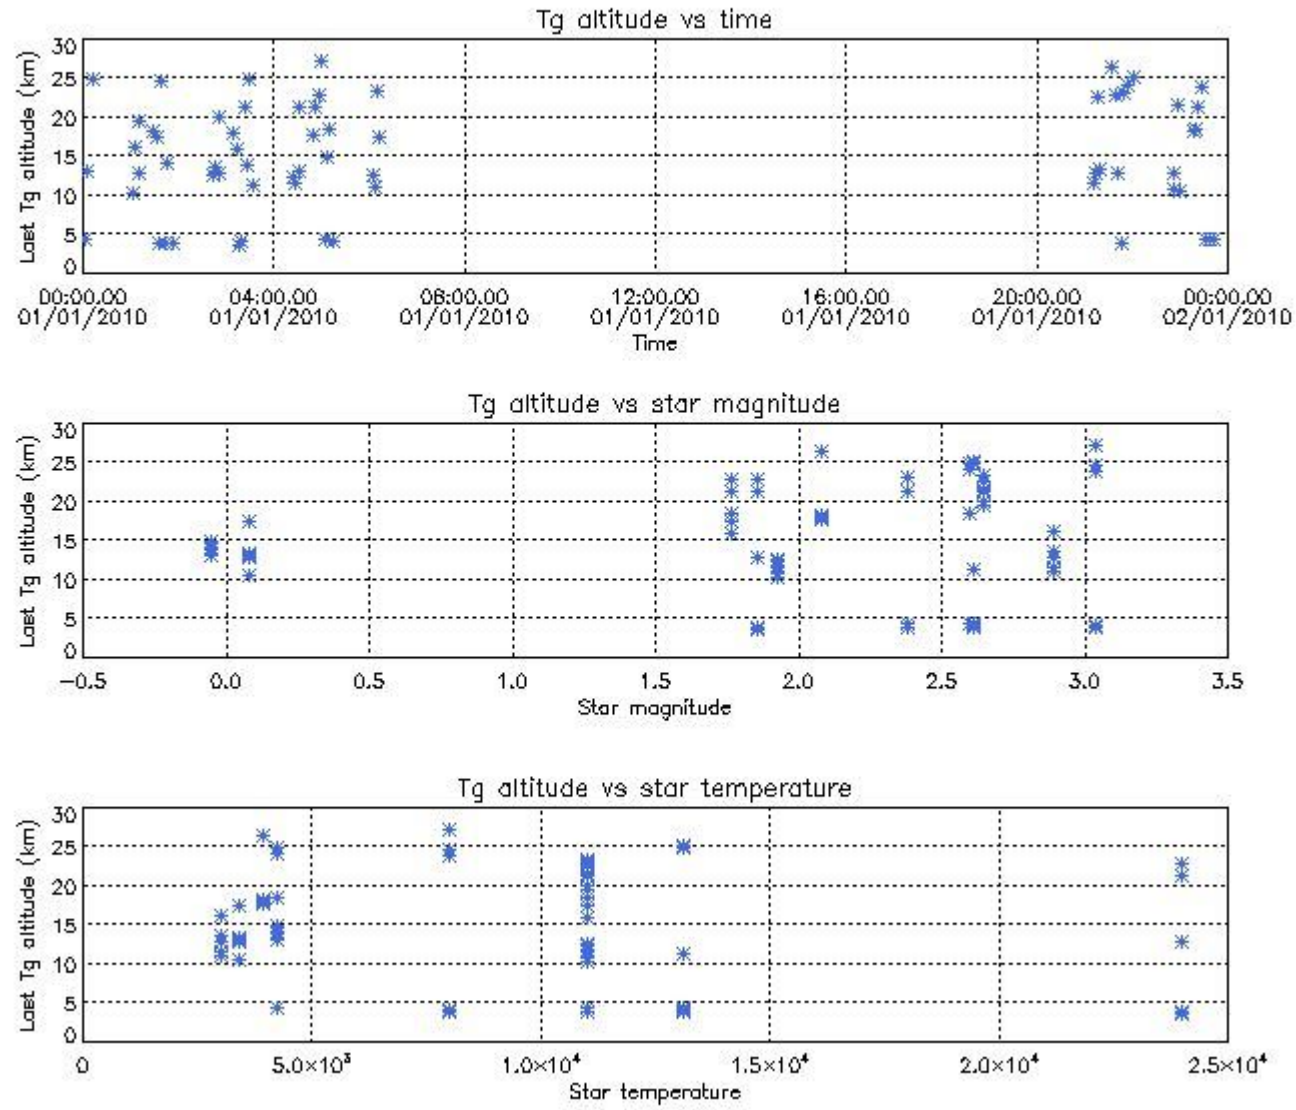 Tg altitude vs time
Last Tg altitude (km)
30
25
20
15
10
5
0
00:00.00 04:00.00 08:00.00 12:00.00 16:00.00 20:00.00 00:00.00
01/01/2010 01/01/2010 01/01/2010 01/01/2010 01/01/2010 01/01/2010 02/01/2010
Time
Tg altitude vs star magnitude
Last Tg altitude (km)
30
25
20
15
10
5
0
−0.5 0.0 0.5 1.0 1.5 2.0 2.5 3.0 3.5
Star magnitude
Tg altitude vs star temperature
Last Tg altitude (km)
30
25
20
15
10
5
0
0 5.0×10³ 1.0×10⁴ 1.5×10⁴ 2.0×10⁴ 2.5×10⁴
Star temperature